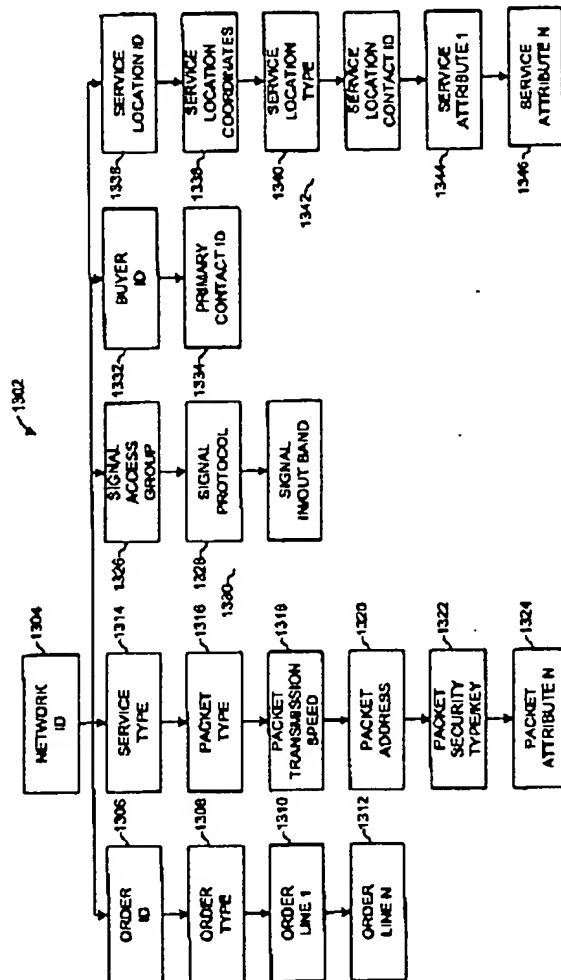 1302
1304
NETWORK
ID
1306
ORDER
ID
1308
ORDER
TYPE
1310
ORDER
LINE 1
1312
ORDER
LINE N
1314
SERVICE
TYPE
1316
PACKET
TYPE
1318
PACKET
TRANSMISSION
SPEED
1320
PACKET
ADDRESS
1322
PACKET
SECURITY
TYPE/KEY
1324
PACKET
ATTRIBUTE N
1326
SIGNAL
ACCESS
GROUP
1328
SIGNAL
PROTOCOL
1330
SIGNAL
IN/OUT BAND
1332
BUYER
ID
1334
PRIMARY
CONTACT ID
1336
SERVICE
LOCATION ID
1338
SERVICE
LOCATION
COORDINATES
1340
SERVICE
LOCATION
TYPE
1342
SERVICE
LOCATION
CONTACT ID
1344
SERVICE
ATTRIBUTE 1
1346
SERVICE
ATTRIBUTE N